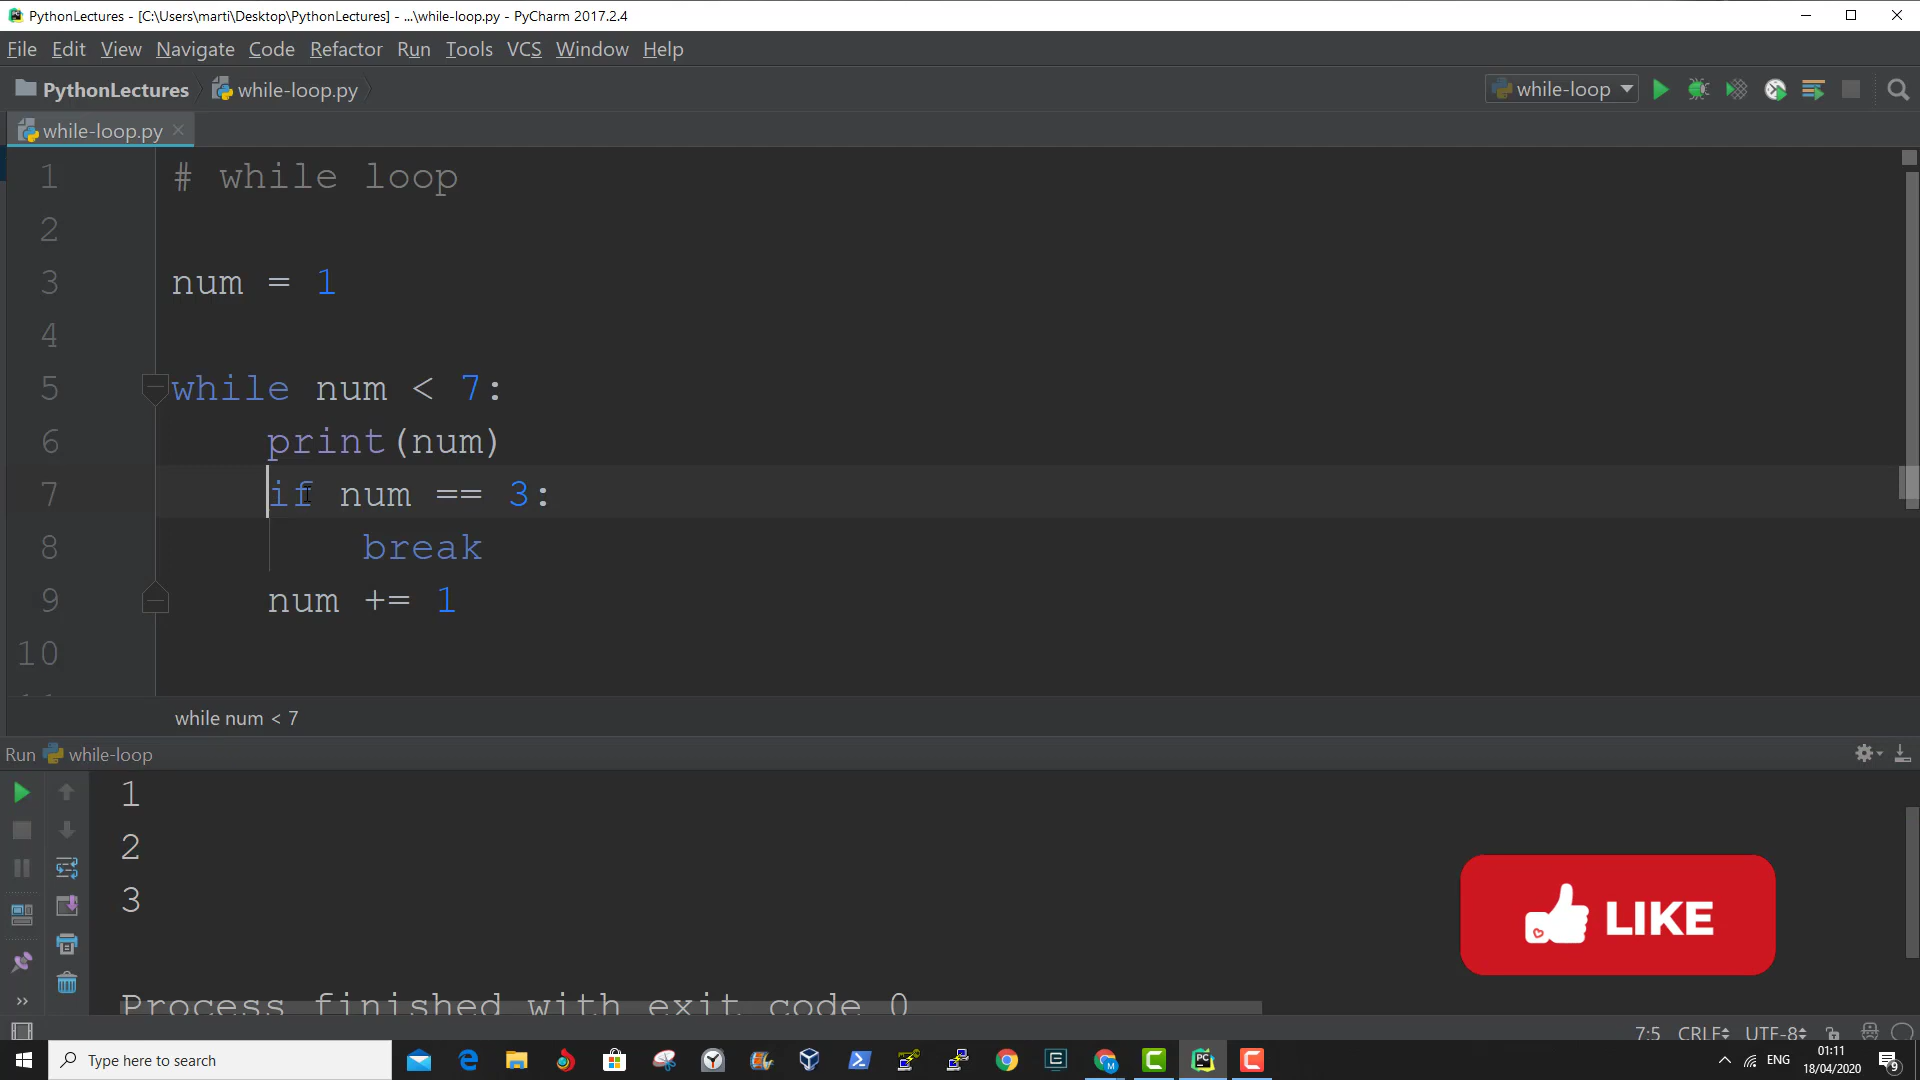 PythonLectures - [C:\Users\marti\Desktop\PythonLectures] - ...\while-loop.py - PyCharm 2017.2.4
File Edit View Navigate Code Refactor Run Tools VCS Window Help
PythonLectures while-loop.py while-loop
while-loop.py
1 # while loop
2
3 num = 1
4
5 while num < 7:
6     print(num)
7     if num == 3:
8         break
9     num += 1
10
while num < 7
Run while-loop
1
2
3
LIKE
Process finished with exit code 0
7:5 CRLF UTF-8
Type here to search
PC
M
ENG
01:11
18/04/2020
9